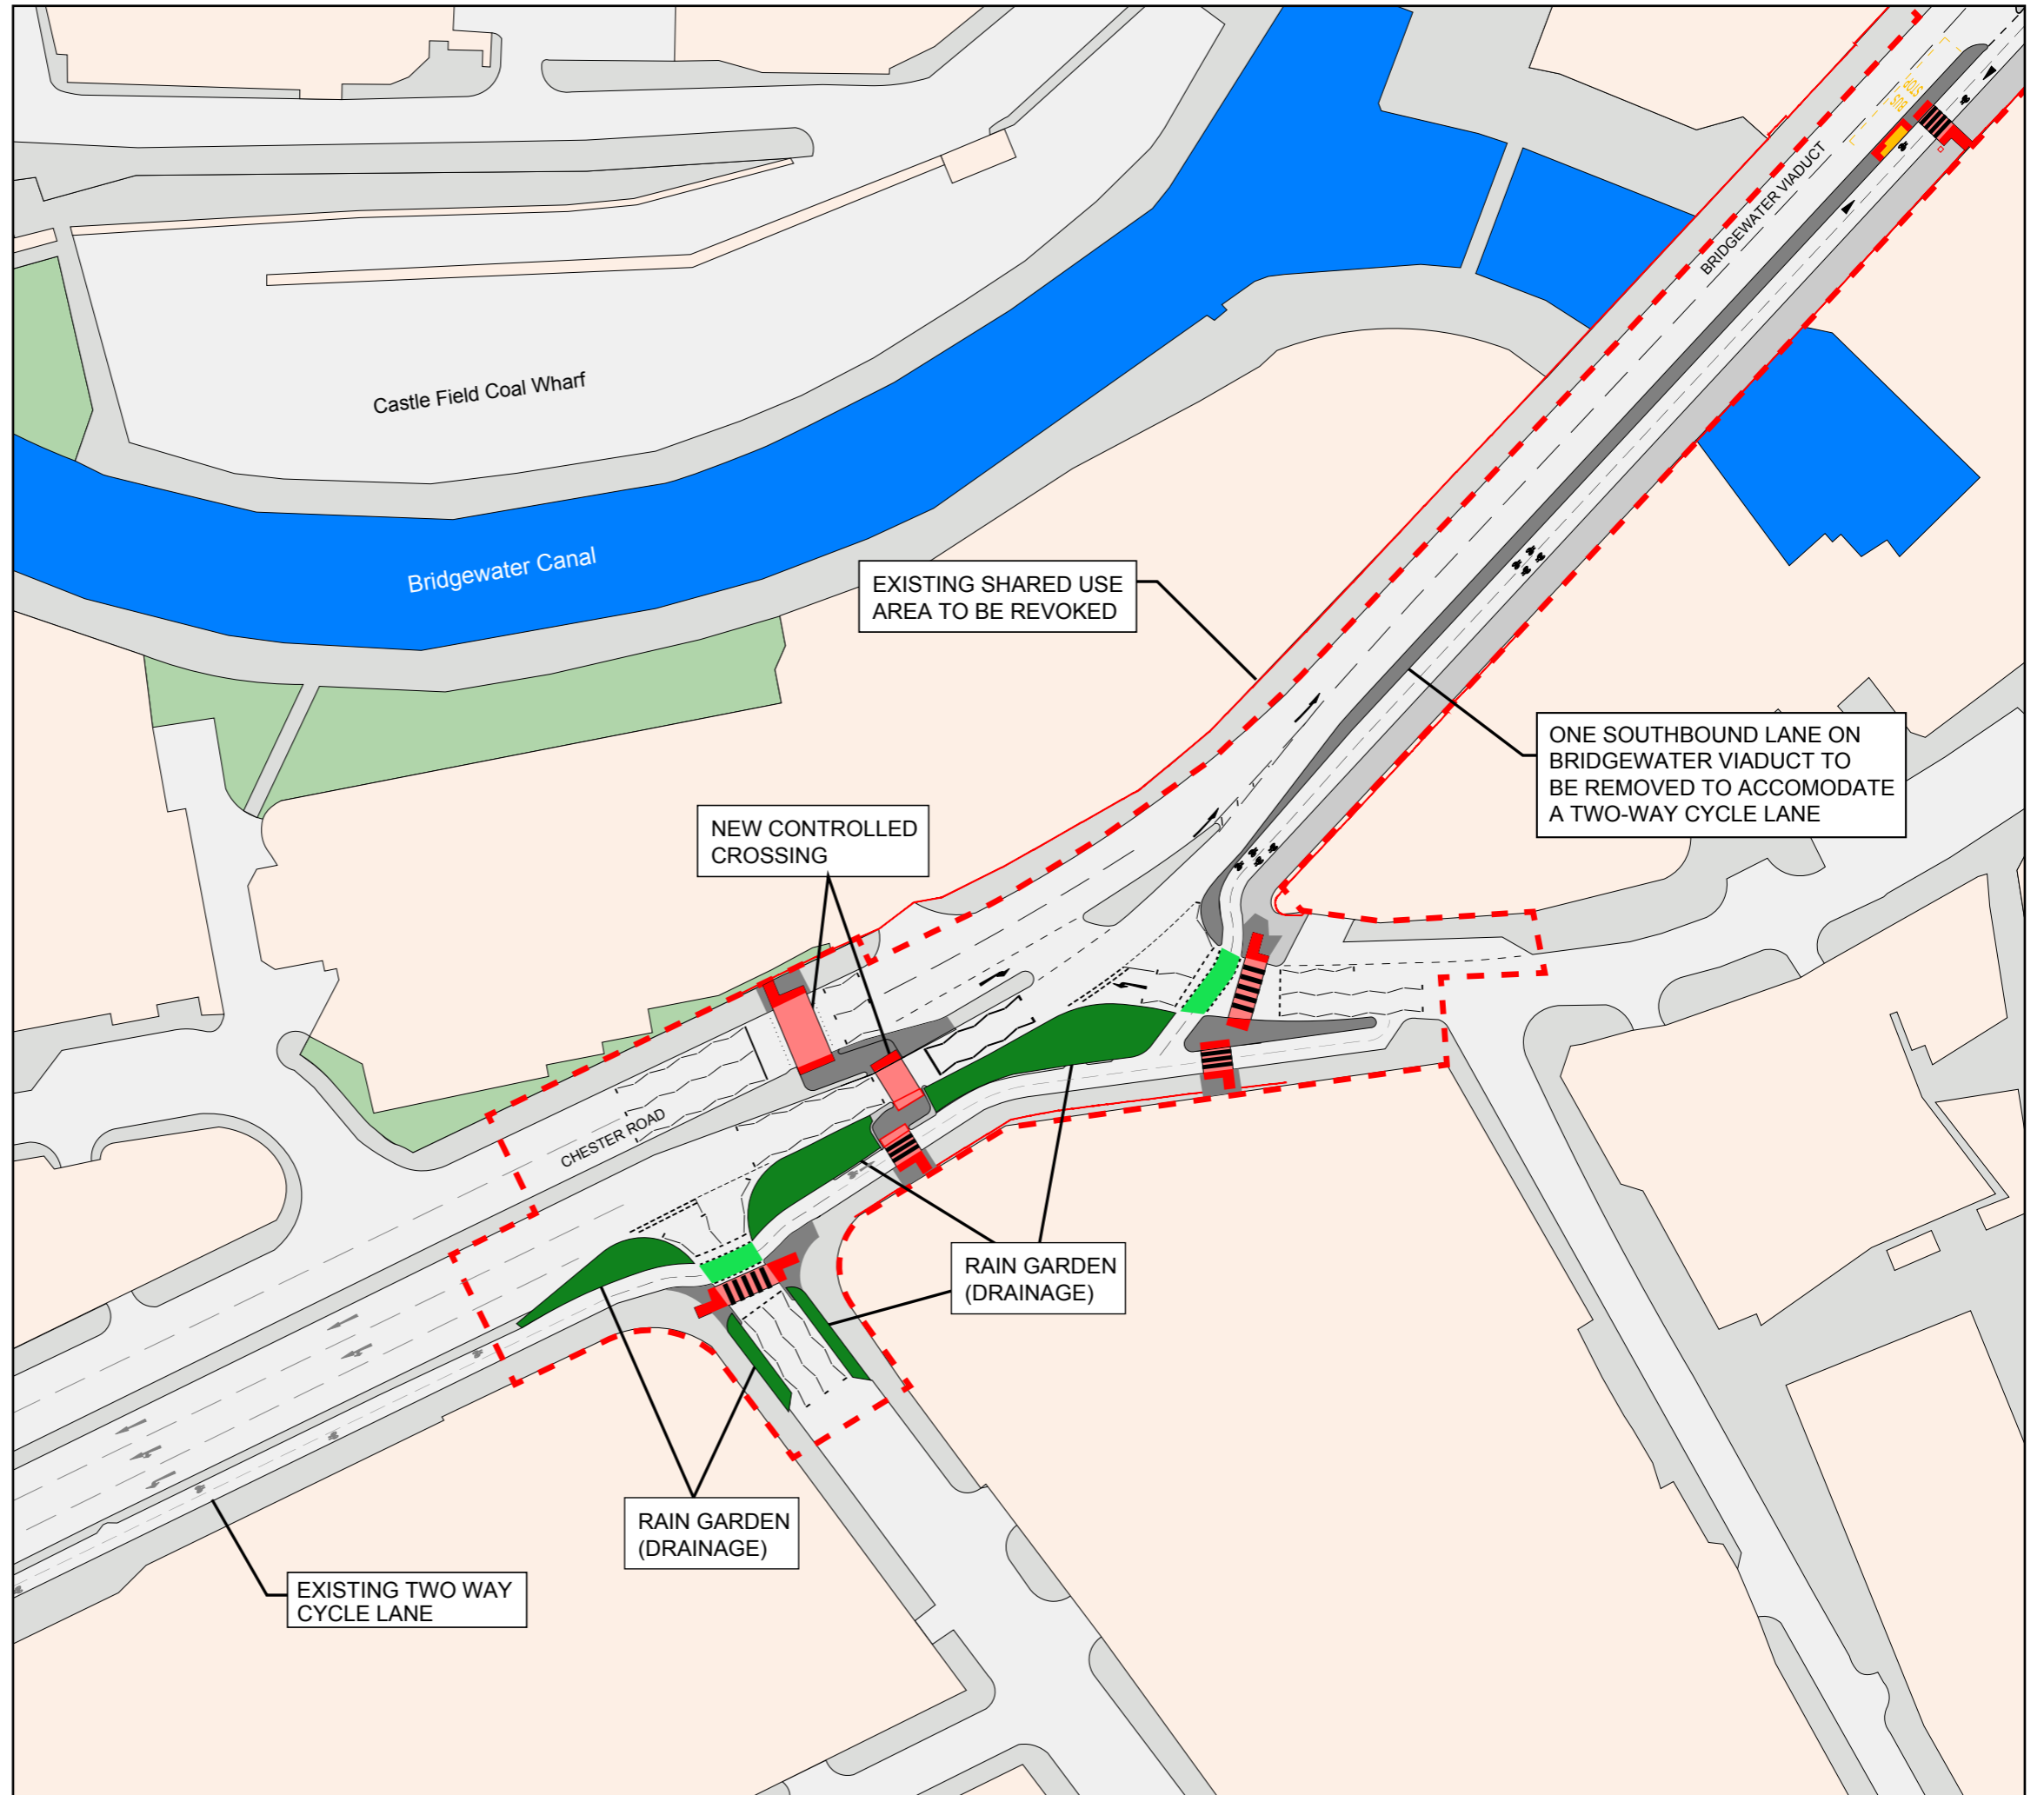 BUS
STOP
BRIDGEWATER VIADUCT
Castle Field Coal Wharf
Bridgewater Canal
EXISTING SHARED USE
AREA TO BE REVOKED
ONE SOUTHBOUND LANE ON
BRIDGEWATER VIADUCT TO
BE REMOVED TO ACCOMODATE
A TWO-WAY CYCLE LANE
NEW CONTROLLED
CROSSING
CHESTER ROAD
RAIN GARDEN
(DRAINAGE)
RAIN GARDEN
(DRAINAGE)
EXISTING TWO WAY
CYCLE LANE